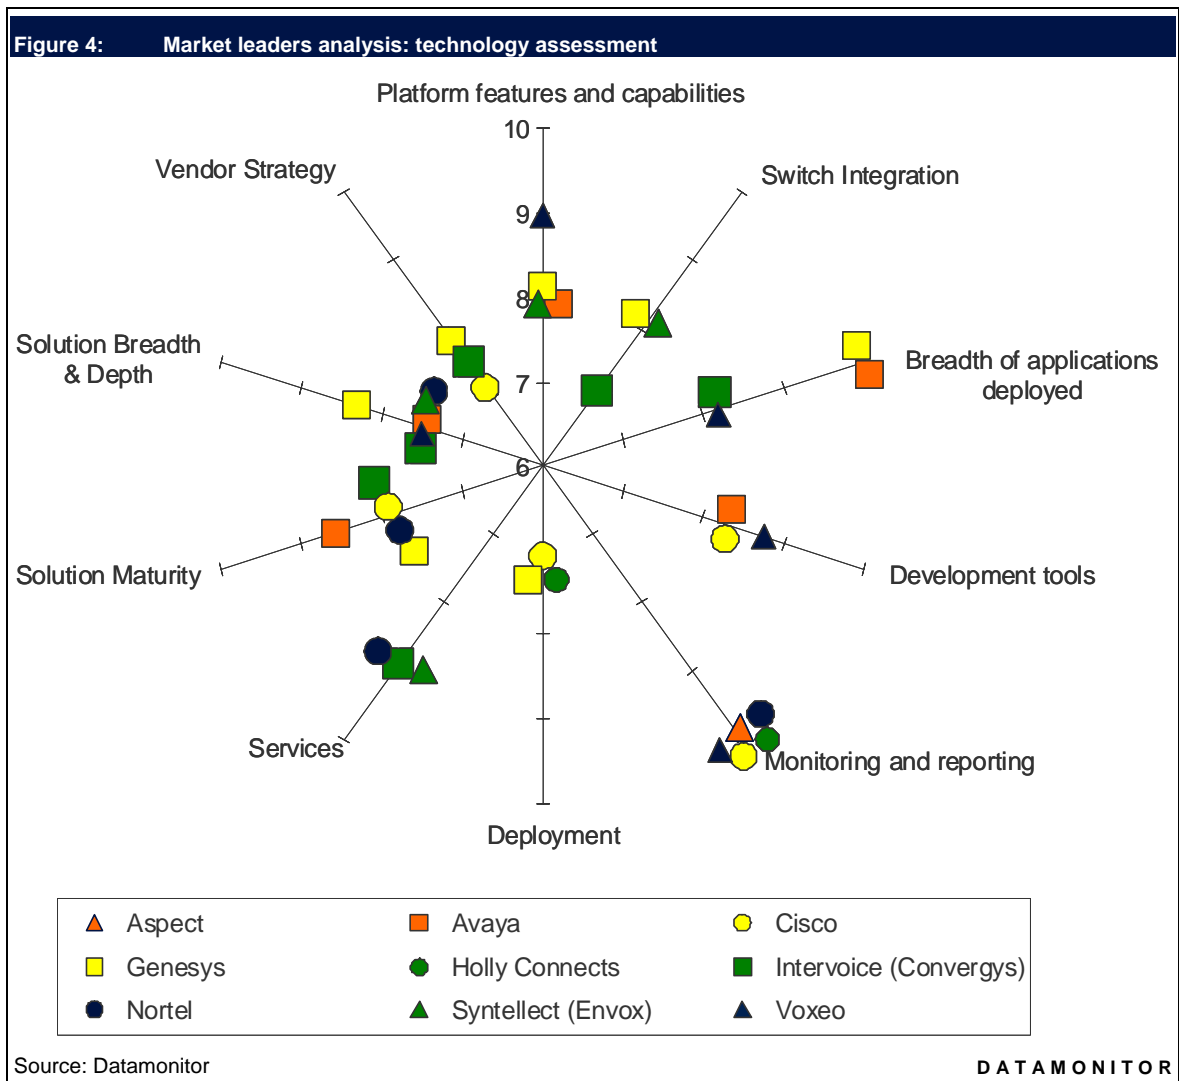 Figure 4: Market leaders analysis: technology assessment
Platform features and capabilities
10
Vendor Strategy
Switch Integration
9
8
Solution Breadth
& Depth
Breadth of applications
deployed
7
6
Solution Maturity
Development tools
Services
Monitoring and reporting
Deployment
Aspect
Avaya
Cisco
Genesys
Holly Connects
Intervoice (Convergys)
Nortel
Syntellect (Envox)
Voxeo
Source: Datamonitor
DATAMONITOR